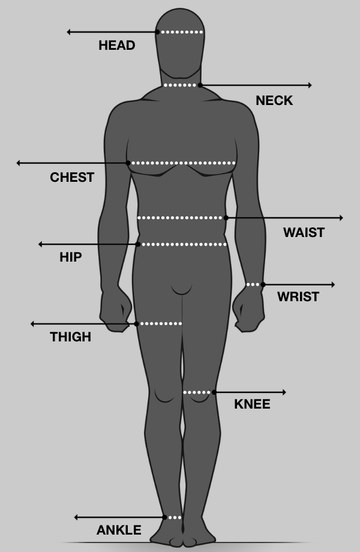 HEAD
NECK
CHEST
WAIST
HIP
WRIST
THIGH
KNEE
ANKLE